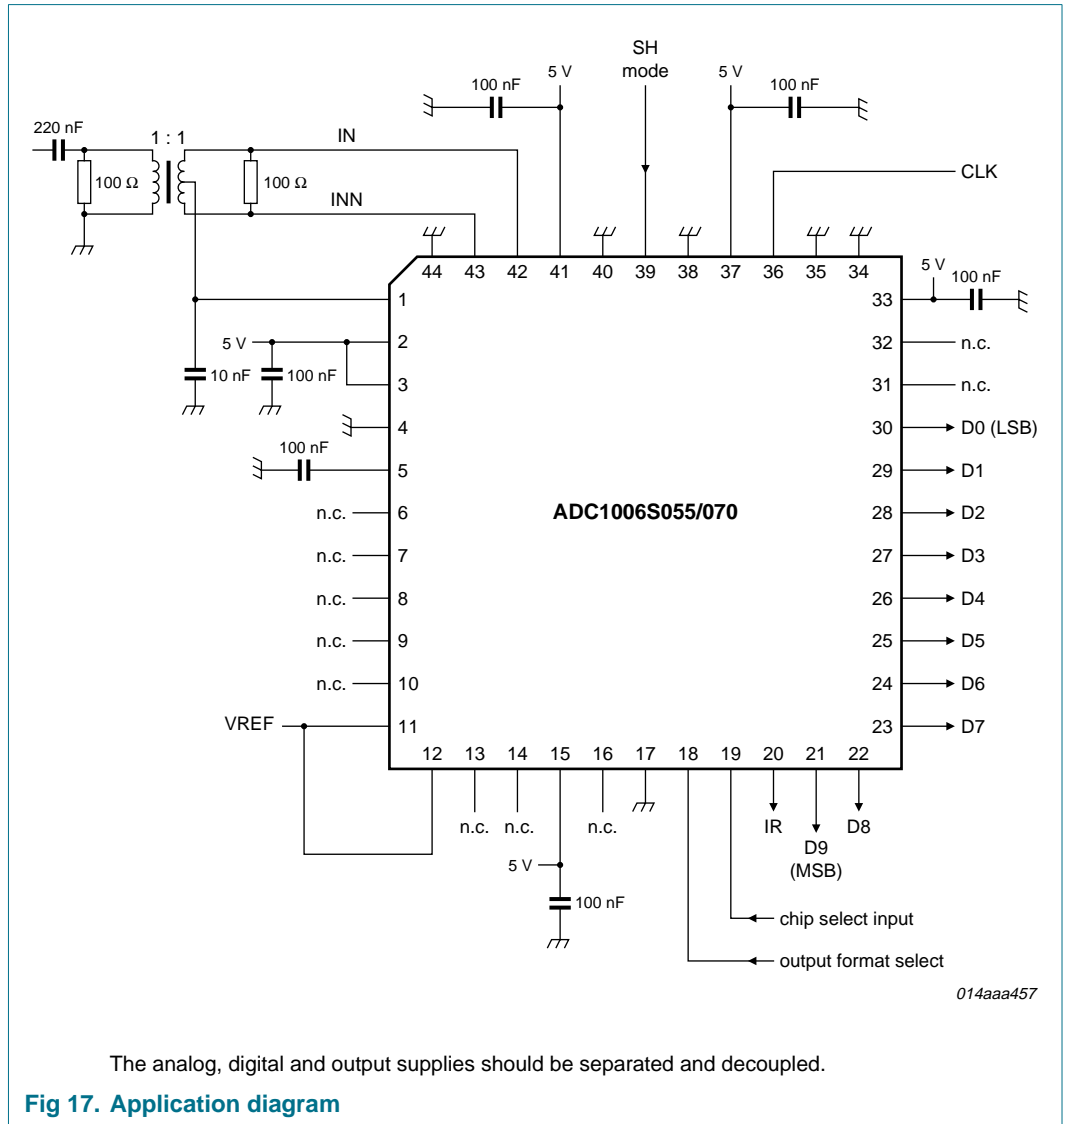 SH
mode
5 V
5 V
100 nF
100 nF
220 nF
1 : 1
IN
100 Ω
100 Ω
CLK
INN
44
43
42
41
40
39
38
37
36
35
34
5 V
100 nF
1
33
5 V
2
32
n.c.
10 nF
100 nF
3
31
n.c.
4
30
D0 (LSB)
100 nF
5
29
D1
n.c.
6
ADC1006S055/070
28
D2
n.c.
7
27
D3
n.c.
8
26
D4
n.c.
9
25
D5
n.c.
10
24
D6
VREF
11
23
D7
12
13
14
15
16
17
18
19
20
21
22
n.c.
n.c.
n.c.
IR
D9
(MSB)
D8
5 V
100 nF
chip select input
output format select
014aaa457
The analog, digital and output supplies should be separated and decoupled.
Fig 17. Application diagram